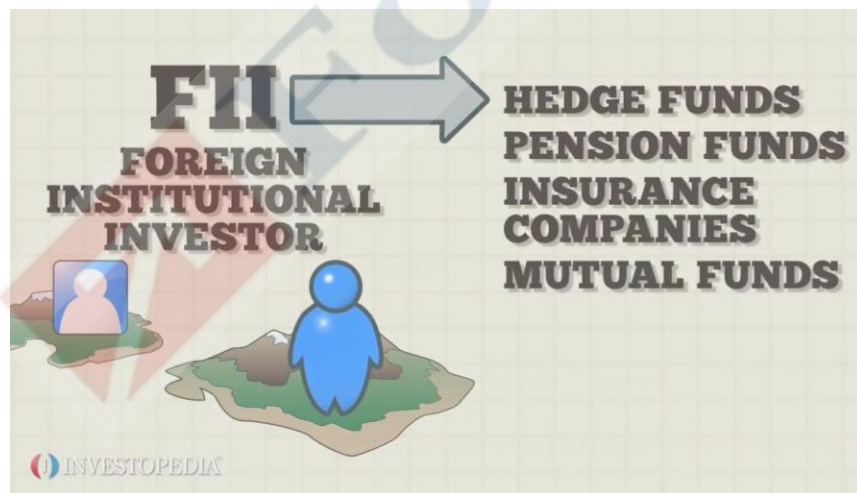 FII
FOREIGN
INSTITUTIONAL
INVESTOR
HEDGE FUNDS
PENSION FUNDS
INSURANCE
COMPANIES
MUTUAL FUNDS
INVESTOPEDIA